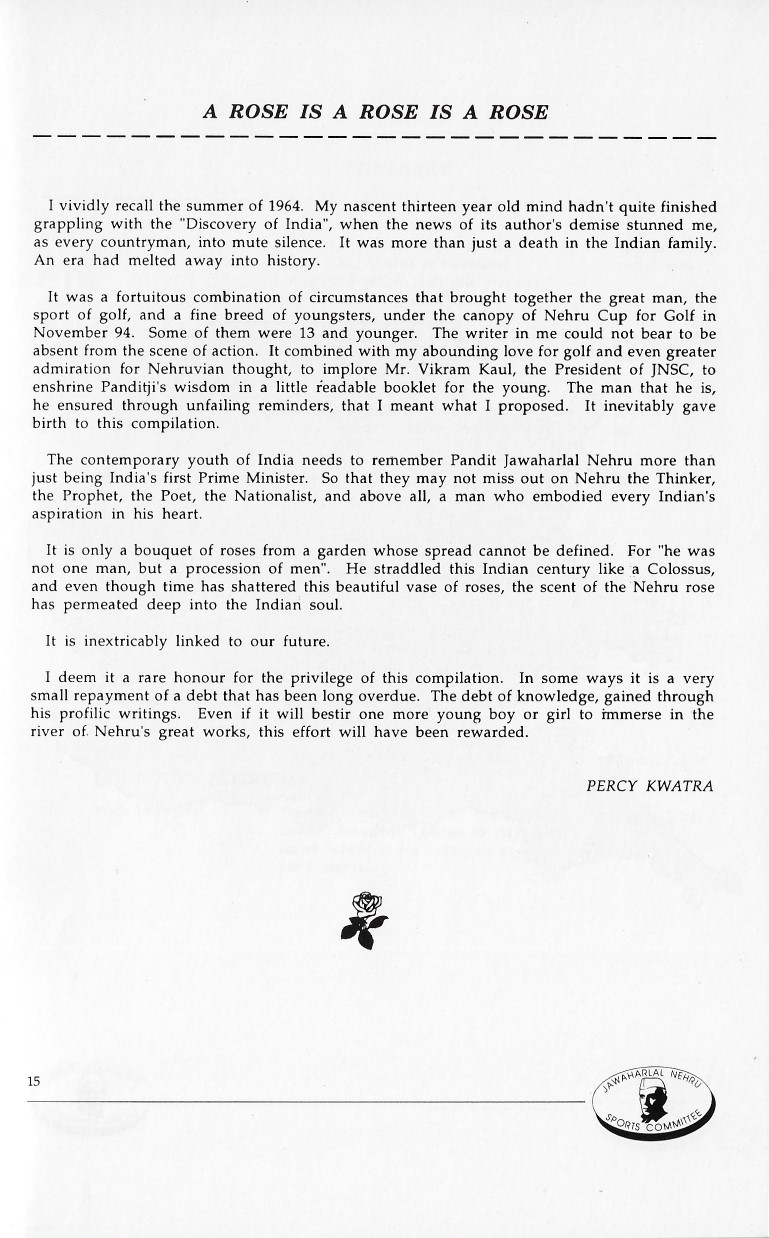 A ROSE IS A ROSE IS A ROSE
I vividly recall the summer of 1964. My nascent thirteen year old mind hadn't quite finished
grappling with the "Discovery of India", when the news of its author's demise stunned me,
as every countryman, into mute silence. It was more than just a death in the Indian family.
An era had melted away into history.
It was a fortuitous combination of circumstances that brought together the great man, the
sport of golf, and a fine breed of youngsters, under the canopy of Nehru Cup for Golf in
November 94. Some of them were 13 and younger. The writer in me could not bear to be
absent from the scene of action. It combined with my abounding love for golf and even greater
admiration for Nehruvian thought, to implore Mr. Vikram Kaul, the President of JNSC, to
enshrine Panditji's wisdom in a little readable booklet for the young. The man that he is,
he ensured through unfailing reminders, that I meant what I proposed. It inevitably gave
birth to this compilation.
The contemporary youth of India needs to remember Pandit Jawaharlal Nehru more than
just being India's first Prime Minister. So that they may not miss out on Nehru the Thinker,
the Prophet, the Poet, the Nationalist, and above all, a man who embodied every Indian's
aspiration in his heart.
It is only a bouquet of roses from a garden whose spread cannot be defined. For "he was
not one man, but a procession of men". He straddled this Indian century like a Colossus,
and even though time has shattered this beautiful vase of roses, the scent of the Nehru rose
has permeated deep into the Indian soul.
It is inextricably linked to our future.
I deem it a rare honour for the privilege of this compilation. In some ways it is a very
small repayment of a debt that has been long overdue. The debt of knowledge, gained through
his profilic writings. Even if it will bestir one more young boy or girl to immerse in the
river of Nehru's great works, this effort will have been rewarded.
PERCY KWATRA
15
JAWAHARLAL NEHRU
SPORTS COMMITTEE